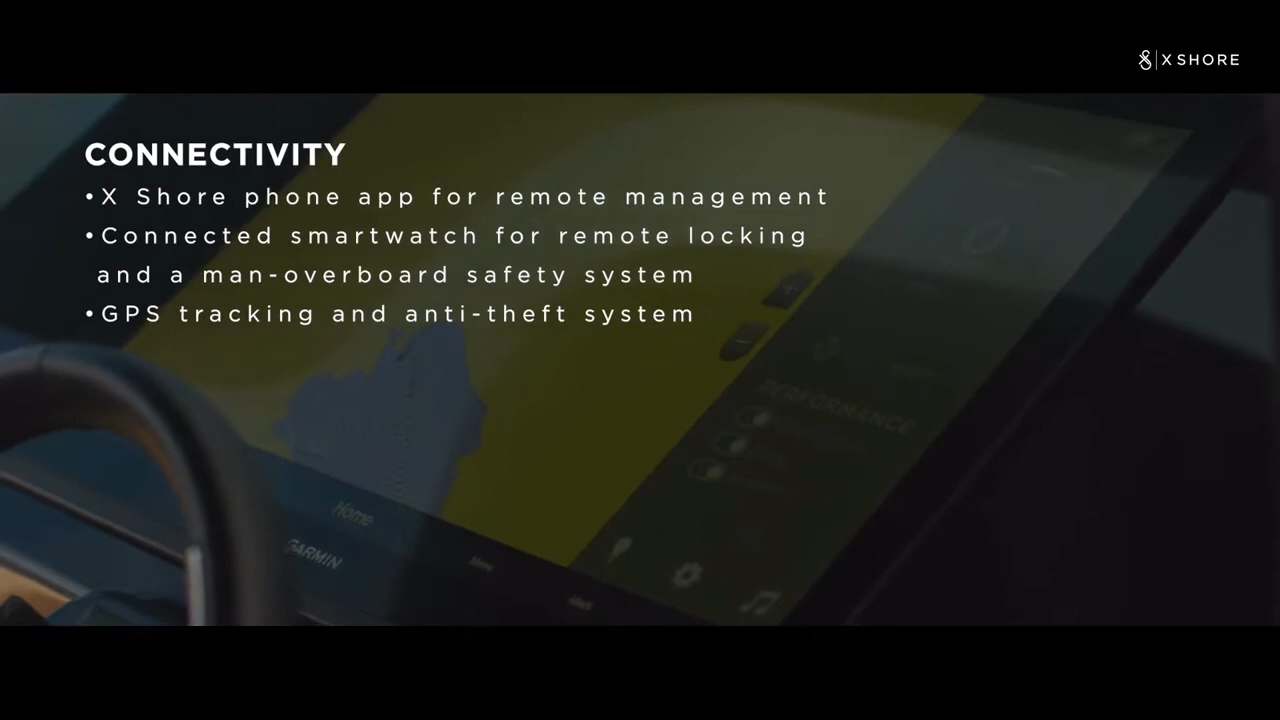 X SHORE
CONNECTIVITY
•X Shore phone app for remote management
•Connected smartwatch for remote locking
and a man-overboard safety system
•GPS tracking and anti-theft system
PERFORMANCE
Home
GARMIN